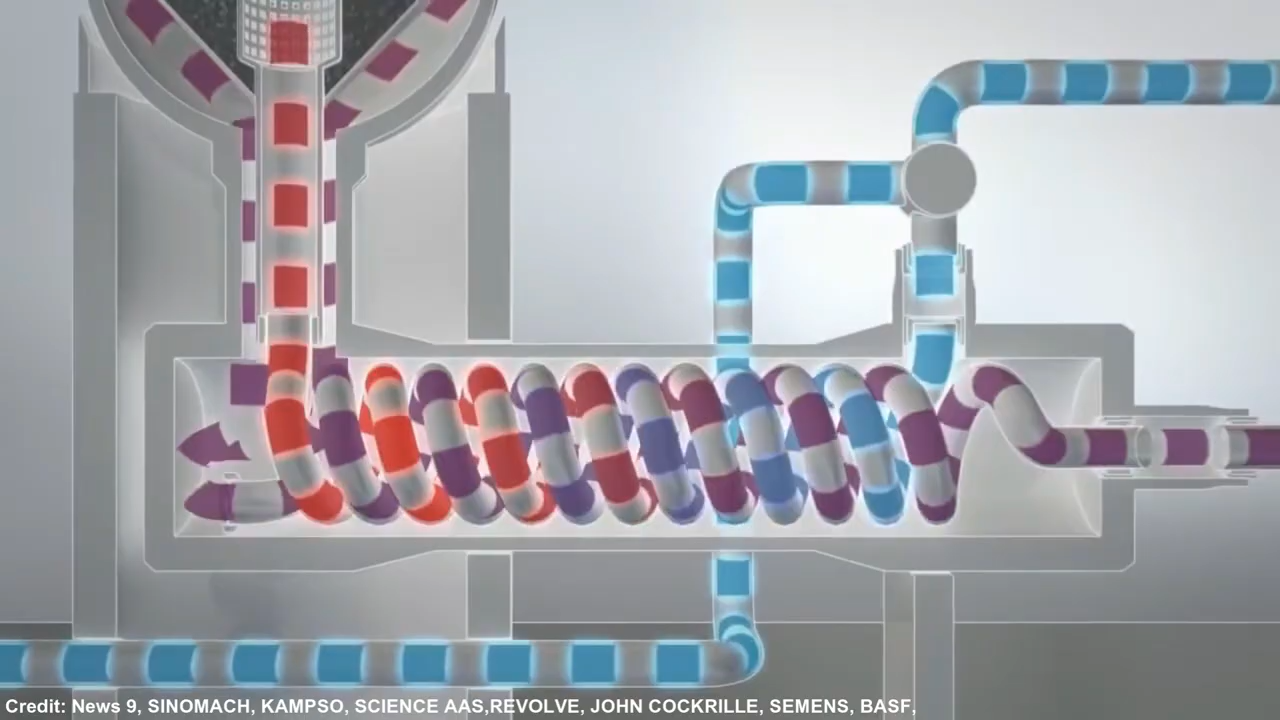 Credit: News 9, SINOMACH, KAMPSO, SCIENCE AAS,REVOLVE, JOHN COCKRILLE, SEMENS, BASF,